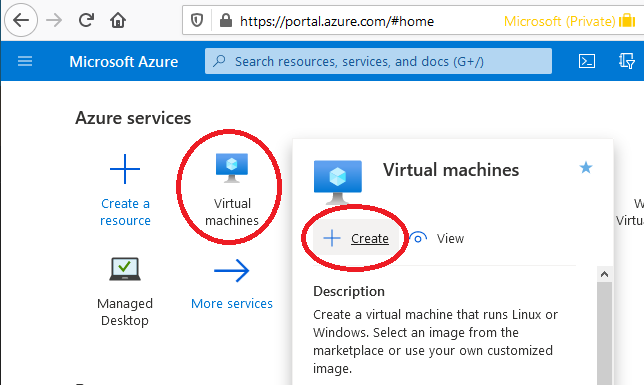 https://portal.azure.com/#home
Microsoft (Private)
Microsoft Azure
Search resources, services, and docs (G+/)
Azure services
Create a
resource
Virtual
machines
Managed
Desktop
More services
Virtual machines
Create
View
Description
Create a virtual machine that runs Linux or
Windows. Select an image from the
marketplace or use your own customized
image.
W
Virtua